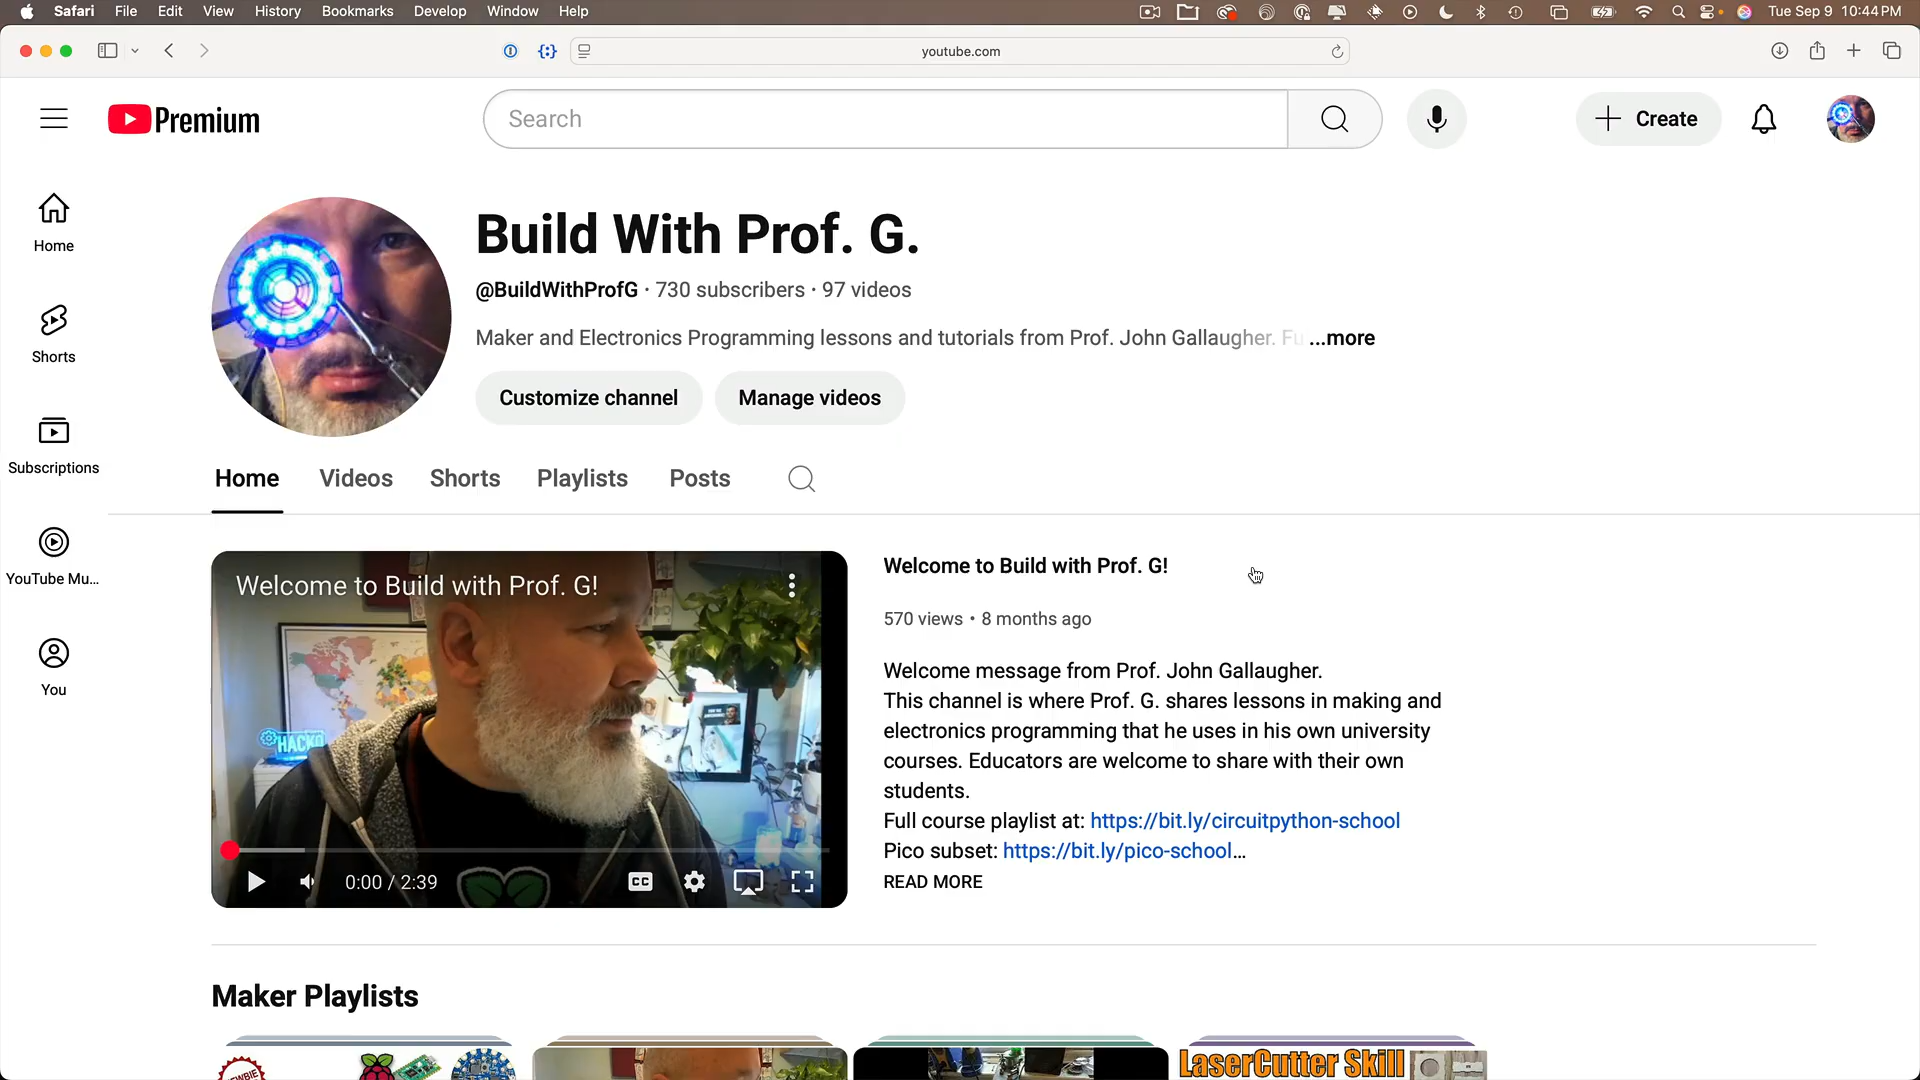 Safari File Edit View History Bookmarks Develop Window Help
Tue Sep 9 10:44 PM
youtube.com
Premium
Search
Create
Home
Shorts
Subscriptions
YouTube Mu...
You
Build With Prof. G.
@BuildWithProfG · 730 subscribers · 97 videos
Maker and Electronics Programming lessons and tutorials from Prof. John Gallaugher. Fu ...more
Customize channel Manage videos
Home Videos Shorts Playlists Posts
Welcome to Build with Prof. G!
HACKO
0:00 / 2:39
CC
Welcome to Build with Prof. G!
570 views • 8 months ago
Welcome message from Prof. John Gallaugher.
This channel is where Prof. G. shares lessons in making and
electronics programming that he uses in his own university
courses. Educators are welcome to share with their own
students.
Full course playlist at: https://bit.ly/circuitpython-school
Pico subset: https://bit.ly/pico-school...
READ MORE
Maker Playlists
LaserCutter Skill